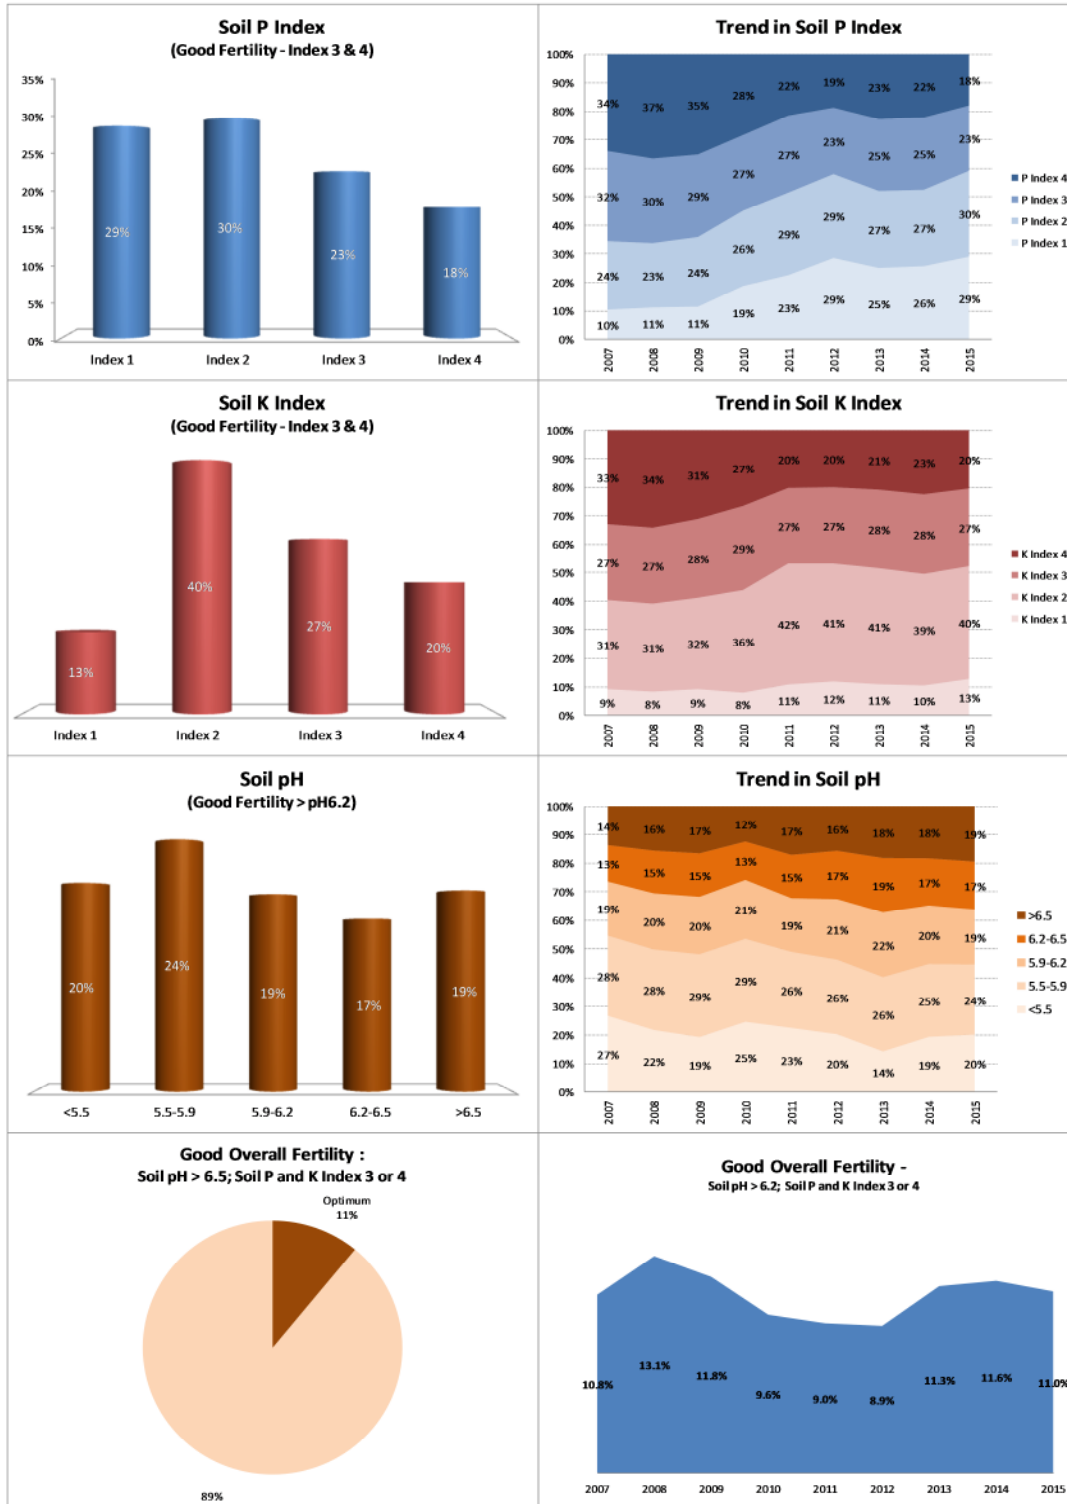 Soil P Index
(Good Fertility - Index 3 & 4)
35%
30%
25%
20%
15%
10%
5%
0%
29%
30%
23%
18%
Index 1 Index 2 Index 3 Index 4
Trend in Soil P Index
100%
90%
80%
70%
60%
50%
40%
30%
20%
10%
0%
34% 37% 35% 28% 22% 19% 23% 22% 18%
32% 30% 29% 27% 27% 23% 25% 25% 23%
24% 23% 24% 26% 29% 29% 27% 27% 30%
10% 11% 11% 19% 23% 29% 25% 26% 29%
2007 2008 2009 2010 2011 2012 2013 2014 2015
P Index 4
P Index 3
P Index 2
P Index 1
Soil K Index
(Good Fertility - Index 3 & 4)
13%
40%
27%
20%
Index 1 Index 2 Index 3 Index 4
Trend in Soil K Index
100%
90%
80%
70%
60%
50%
40%
30%
20%
10%
0%
33% 34% 31% 27% 20% 20% 21% 23% 20%
27% 27% 28% 29% 27% 27% 28% 28% 27%
31% 31% 32% 36% 42% 41% 41% 39% 40%
9% 8% 9% 8% 11% 12% 11% 10% 13%
2007 2008 2009 2010 2011 2012 2013 2014 2015
K Index 4
K Index 3
K Index 2
K Index 1
Soil pH
(Good Fertility > pH6.2)
20%
24%
19%
17%
19%
<5.5 5.5-5.9 5.9-6.2 6.2-6.5 >6.5
Trend in Soil pH
100%
90%
80%
70%
60%
50%
40%
30%
20%
10%
0%
14% 16% 17% 12% 17% 16% 18% 18% 19%
13% 15% 15% 13% 15% 17% 19% 17% 17%
19% 20% 20% 21% 19% 21% 22% 20% 19%
28% 28% 29% 29% 26% 26% 26% 25% 24%
27% 22% 19% 25% 23% 20% 14% 19% 20%
2007 2008 2009 2010 2011 2012 2013 2014 2015
>6.5
6.2-6.5
5.9-6.2
5.5-5.9
<5.5
Good Overall Fertility :
Soil pH > 6.5; Soil P and K Index 3 or 4
Optimum
11%
89%
Good Overall Fertility -
Soil pH > 6.2; Soil P and K Index 3 or 4
10.8% 13.1% 11.8% 9.6% 9.0% 8.9% 11.3% 11.6% 11.0%
2007 2008 2009 2010 2011 2012 2013 2014 2015